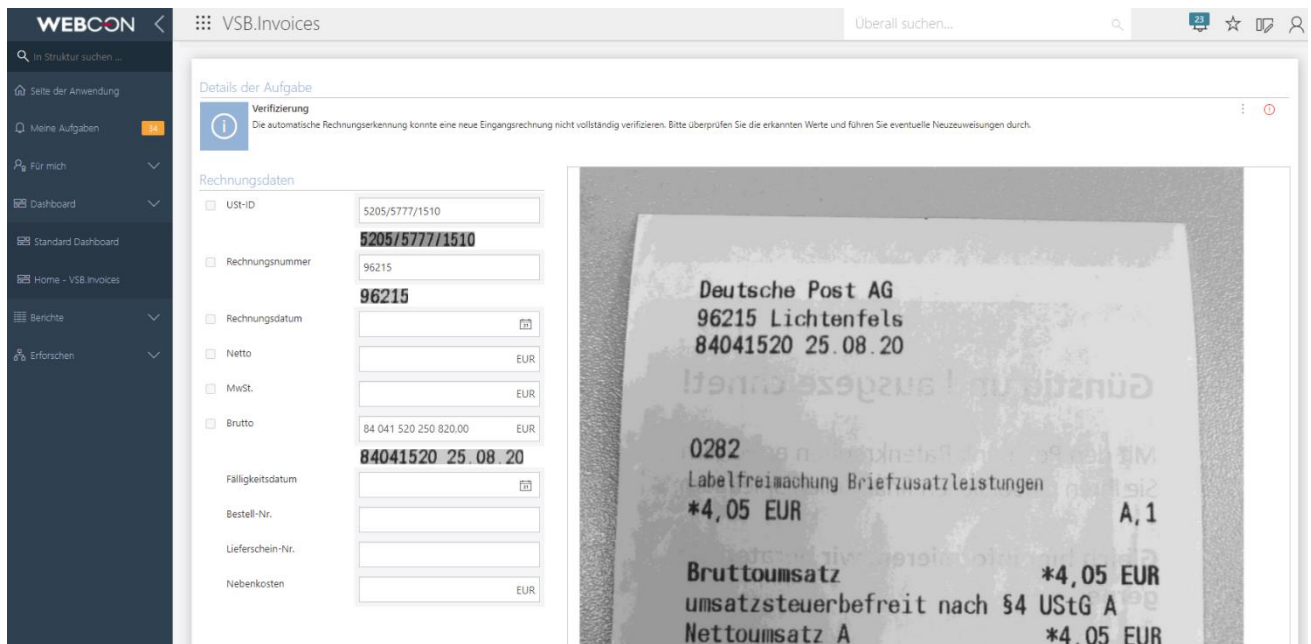 WEBCON
VSB.Invoices
Überall suchen...
23
In Struktur suchen ...
Seite der Anwendung
Meine Aufgaben
34
Für mich
Dashboard
Standard Dashboard
Home - VSB.Invoices
Berichte
Erforschen
Details der Aufgabe
Verifizierung
Die automatische Rechnungserkennung konnte eine neue Eingangsrechnung nicht vollständig verifizieren. Bitte überprüfen Sie die erkannten Werte und führen Sie eventuelle Neuzuweisungen durch.
Rechnungsdaten
USt-ID
5205/5777/1510
5205/5777/1510
Rechnungsnummer
96215
96215
Rechnungsdatum
Netto
EUR
MwSt.
EUR
Brutto
84 041 520 250 820.00 EUR
84041520 25.08.20
Fälligkeitsdatum
Bestell-Nr.
Lieferschein-Nr.
Nebenkosten
EUR
Deutsche Post AG
96215 Lichtenfels
84041520 25.08.20
0282
Labelfreimachung Briefzusatzleistungen
*4,05 EUR A,1
Bruttoumsatz *4,05 EUR
umsatzsteuerbefreit nach §4 UStG A
Nettoumsatz A *4,05 EUR